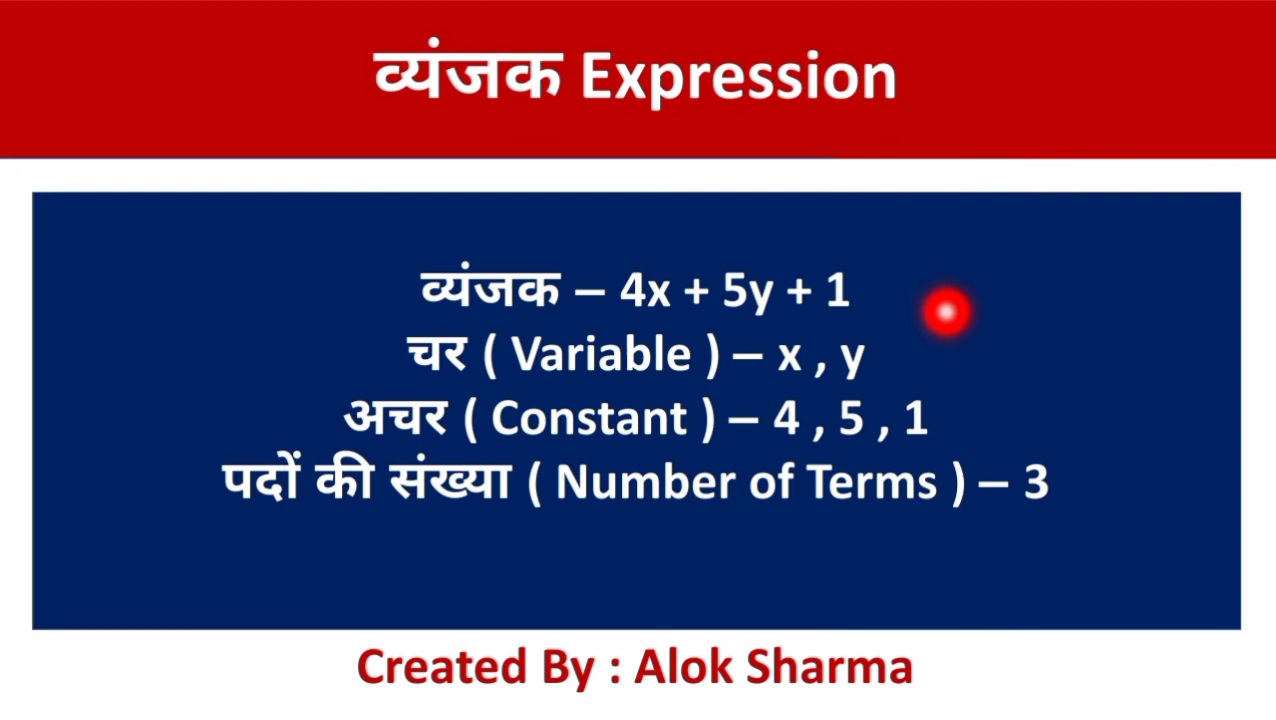 व्यंजक Expression
व्यंजक – 4x + 5y + 1
चर ( Variable ) – x , y
अचर ( Constant ) – 4 , 5 , 1
पदों की संख्या ( Number of Terms ) – 3
Created By : Alok Sharma